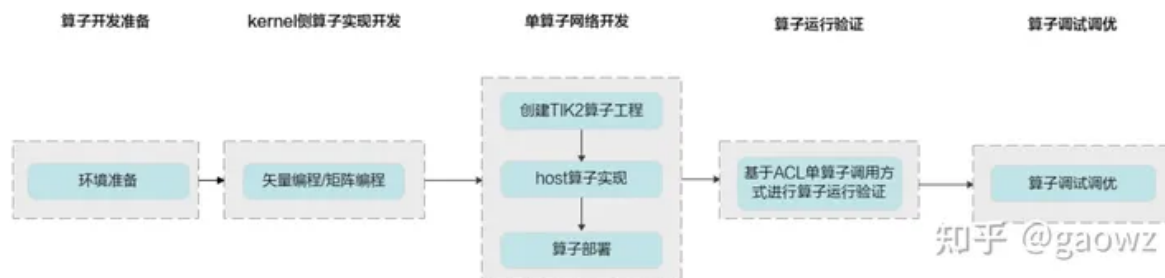 算子开发准备
kernel侧算子实现开发
单算子网络开发
算子运行验证
算子调试调优
环境准备
矢量编程/矩阵编程
创建TIK2算子工程
host算子实现
算子部署
基于ACL单算子调用方
式进行算子运行验证
算子调试调优
知乎 @gaowz